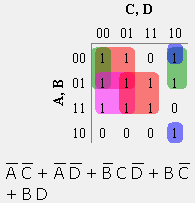 C, D
00 01 11 10
A, B
00 1 1 0 1
01 1 1 1 1
11 1 1 1 0
10 0 0 0 1
A̅ C̅ + A̅ D̅ + B̅ C D̅ + B C̅
+ B D